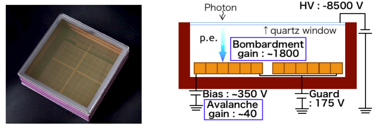 Photon
HV : -8500 V
↑ quartz window
p.e.
Bombardment
gain : ~1800
Bias : ~350 V
Avalanche
gain : ~40
Guard
: 175 V